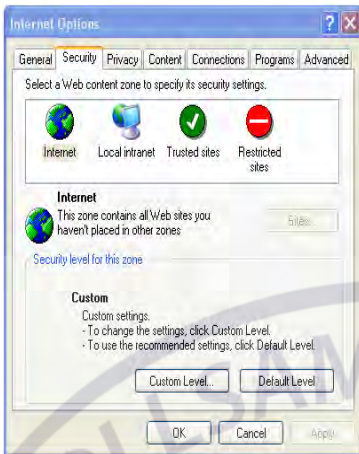 Internet Options
General Security Privacy Content Connections Programs Advanced
Select a Web content zone to specify its security settings.
Internet Local intranet Trusted sites Restricted sites
Internet
This zone contains all Web sites you
haven't placed in other zones
Sites...
Security level for this zone
Custom
Custom settings.
- To change the settings, click Custom Level.
- To use the recommended settings, click Default Level.
Custom Level... Default Level
OK Cancel Apply